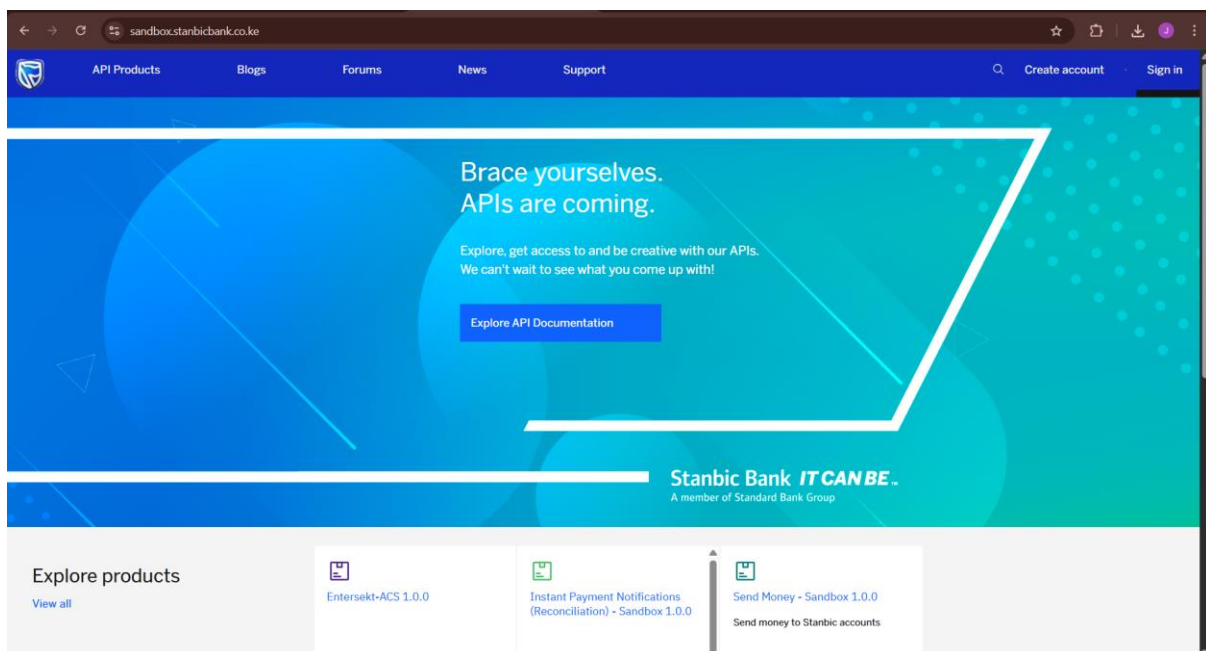 sandbox.stanbicbank.co.ke
J
API Products
Blogs
Forums
News
Support
Create account
Sign in
Brace yourselves.
APIs are coming.
Explore, get access to and be creative with our APIs.
We can't wait to see what you come up with!
Explore API Documentation
Stanbic Bank IT CAN BE™
A member of Standard Bank Group
Explore products
View all
Entersekt-ACS 1.0.0
Instant Payment Notifications
(Reconciliation) - Sandbox 1.0.0
Send Money - Sandbox 1.0.0
Send money to Stanbic accounts